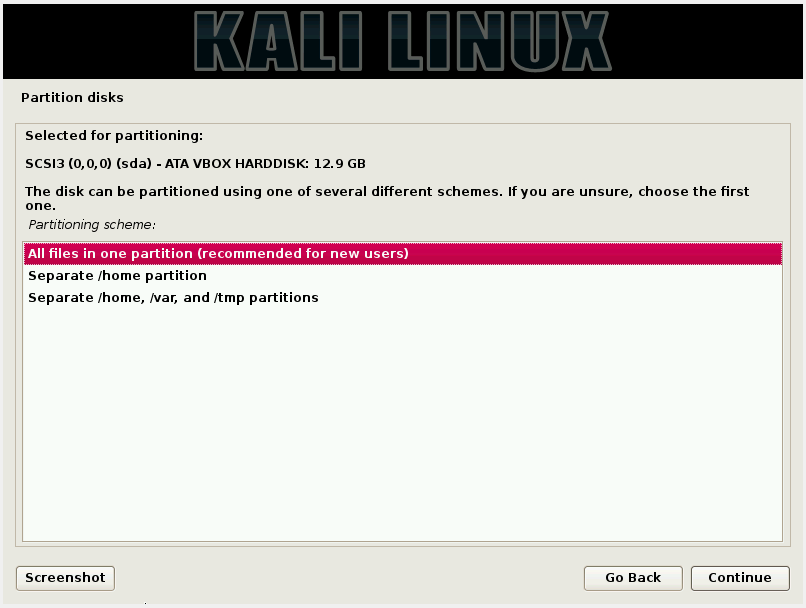 KALI LINUX
Partition disks
Selected for partitioning:
SCSI3 (0,0,0) (sda) - ATA VBOX HARDDISK: 12.9 GB
The disk can be partitioned using one of several different schemes. If you are unsure, choose the first
one.
Partitioning scheme:
All files in one partition (recommended for new users)
Separate /home partition
Separate /home, /var, and /tmp partitions
Screenshot
Go Back
Continue